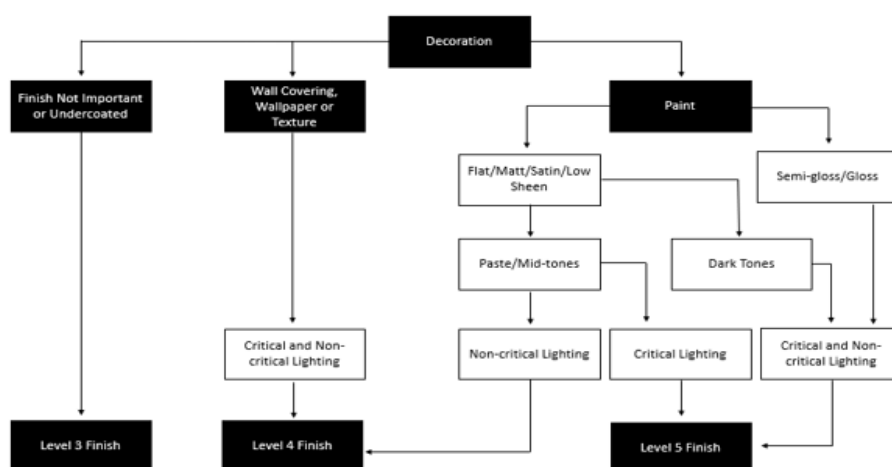 Decoration
Finish Not Important
or Undercoated
Wall Covering,
Wallpaper or
Texture
Paint
Flat/Matt/Satin/Low
Sheen
Semi-gloss/Gloss
Paste/Mid-tones
Dark Tones
Critical and Non-
critical Lighting
Non-critical Lighting
Critical Lighting
Critical and Non-
critical Lighting
Level 3 Finish
Level 4 Finish
Level 5 Finish